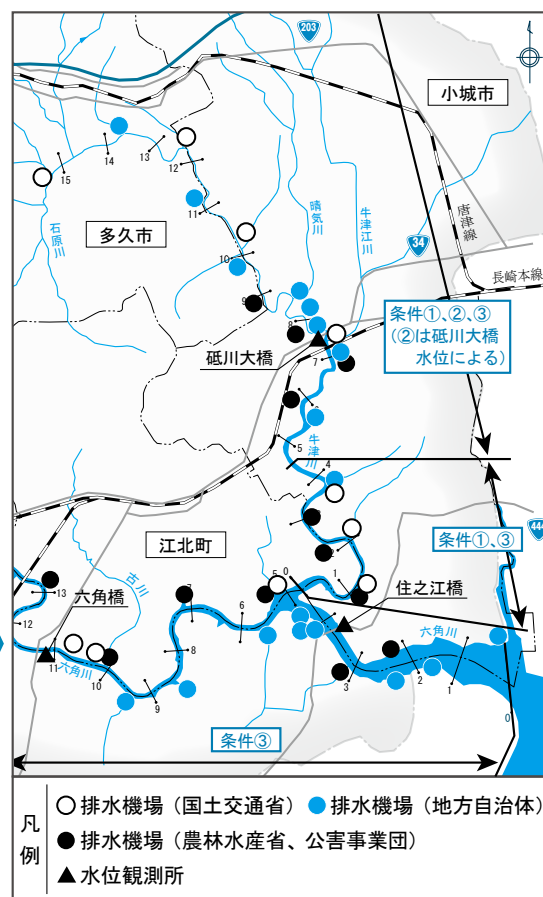 203
小城市
14
13
12
15
唐津線
晴気川
牛津江川
11
石原川
多久市
34
10
長崎本線
9
条件①、②、③
（②は砥川大橋
水位による）
8
砥川大橋
7
6
5
牛津川
4
3
444
江北町
2
条件①、③
古川
5
0
1
住之江橋
7
13
六角橋
6
12
六角川
8
11
六角川
10
3
2
1
9
0
条件③
凡例
排水機場（国土交通省）
排水機場（地方自治体）
排水機場（農林水産省、公害事業団）
水位観測所